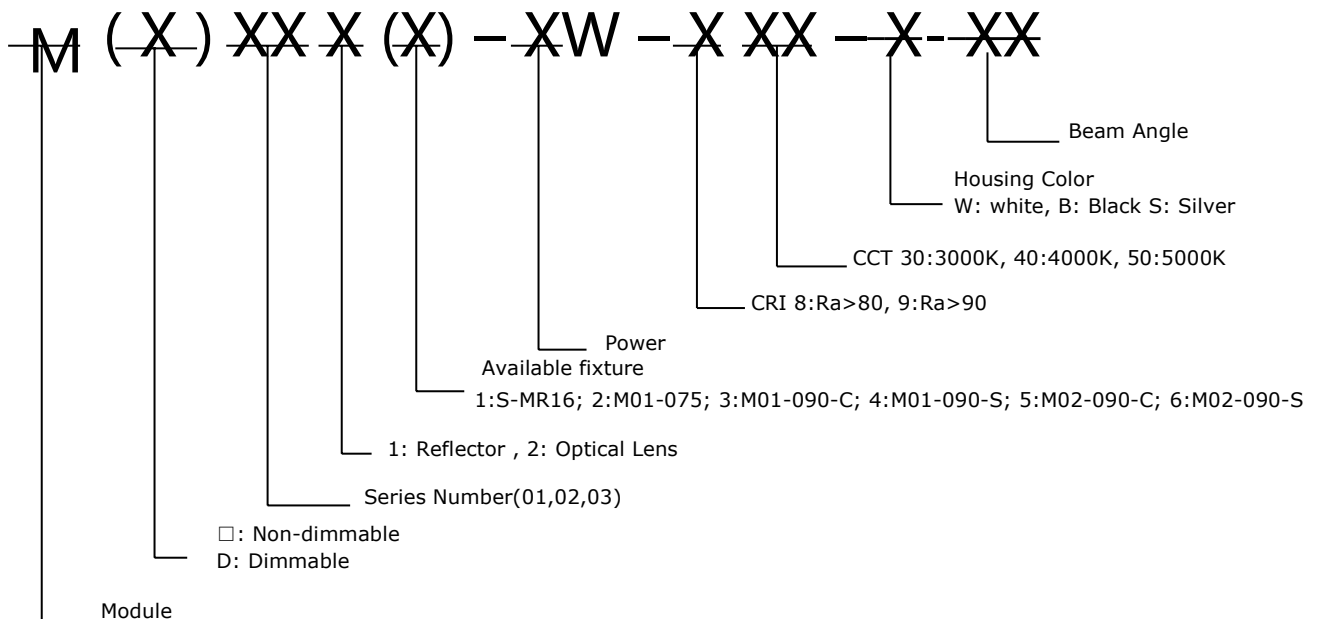 M (X) XX X (X) – XW – X XX – X - XX
Beam Angle
Housing Color
W: white, B: Black S: Silver
CCT 30:3000K, 40:4000K, 50:5000K
CRI 8:Ra>80, 9:Ra>90
Power
Available fixture
1:S-MR16; 2:M01-075; 3:M01-090-C; 4:M01-090-S; 5:M02-090-C; 6:M02-090-S
1: Reflector , 2: Optical Lens
Series Number(01,02,03)
□: Non-dimmable
D: Dimmable
Module